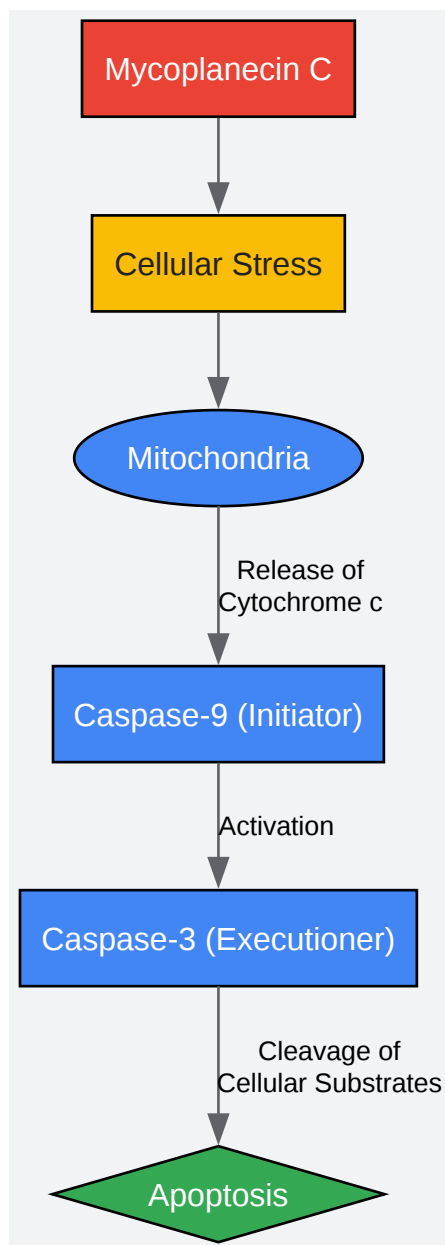 Mycoplanecin C
Cellular Stress
Mitochondria
Release of
Cytochrome c
Caspase-9 (Initiator)
Activation
Caspase-3 (Executioner)
Cleavage of
Cellular Substrates
Apoptosis